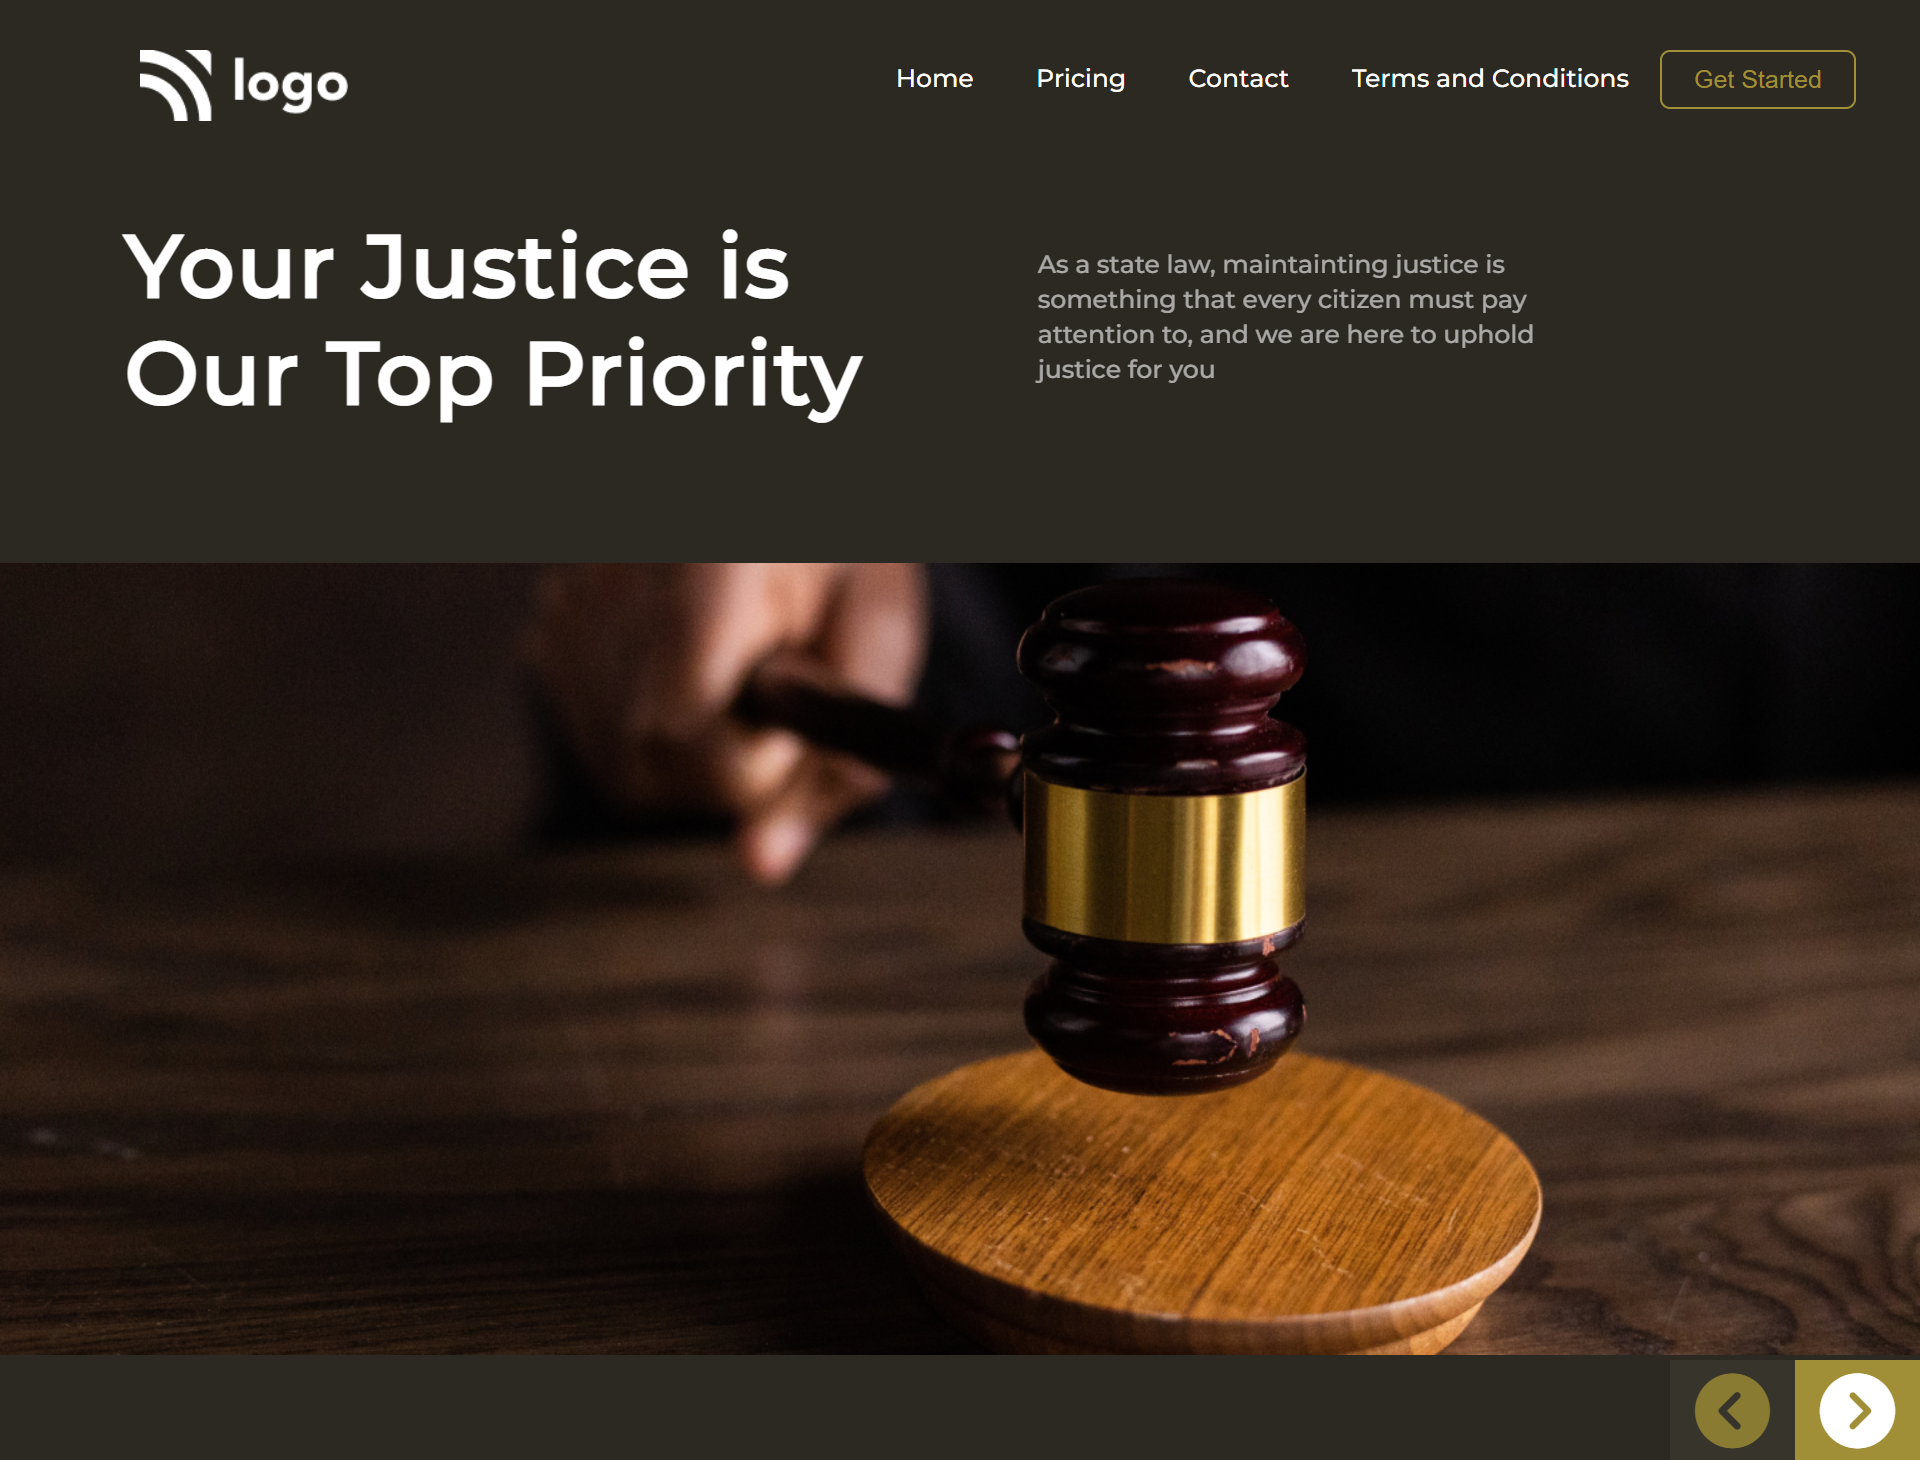 logo
Home Pricing Contact Terms and Conditions Get Started
Your Justice is
Our Top Priority
As a state law, maintainting justice is
something that every citizen must pay
attention to, and we are here to uphold
justice for you